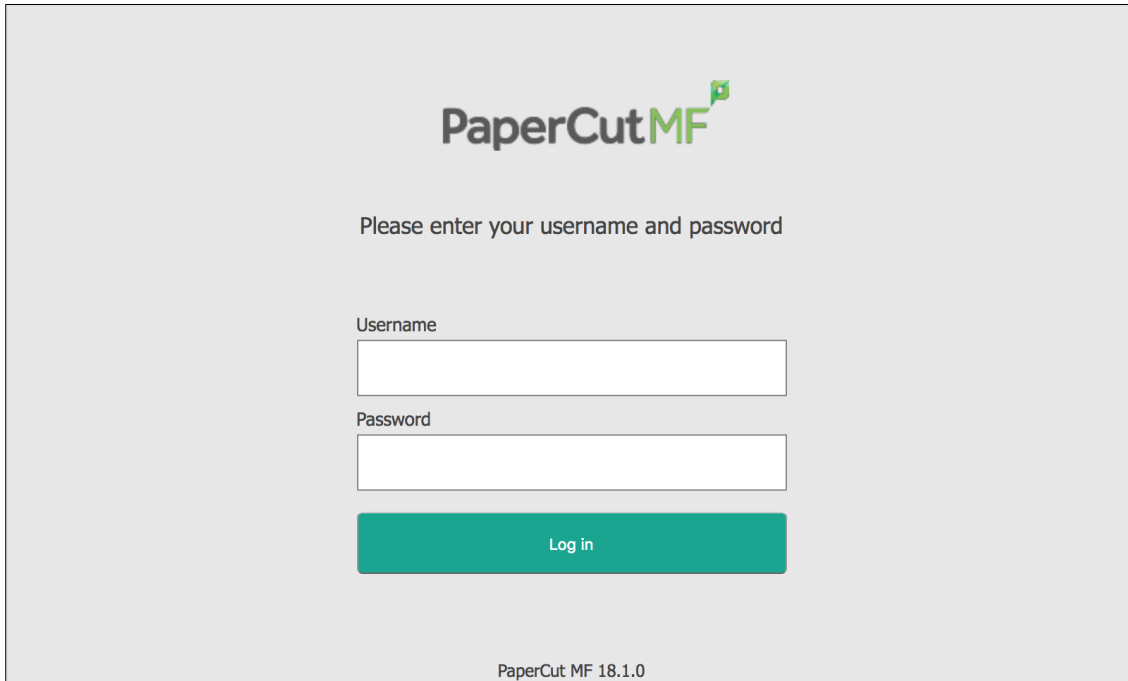 PaperCutMF
Please enter your username and password
Username
Password
Log in
PaperCut MF 18.1.0